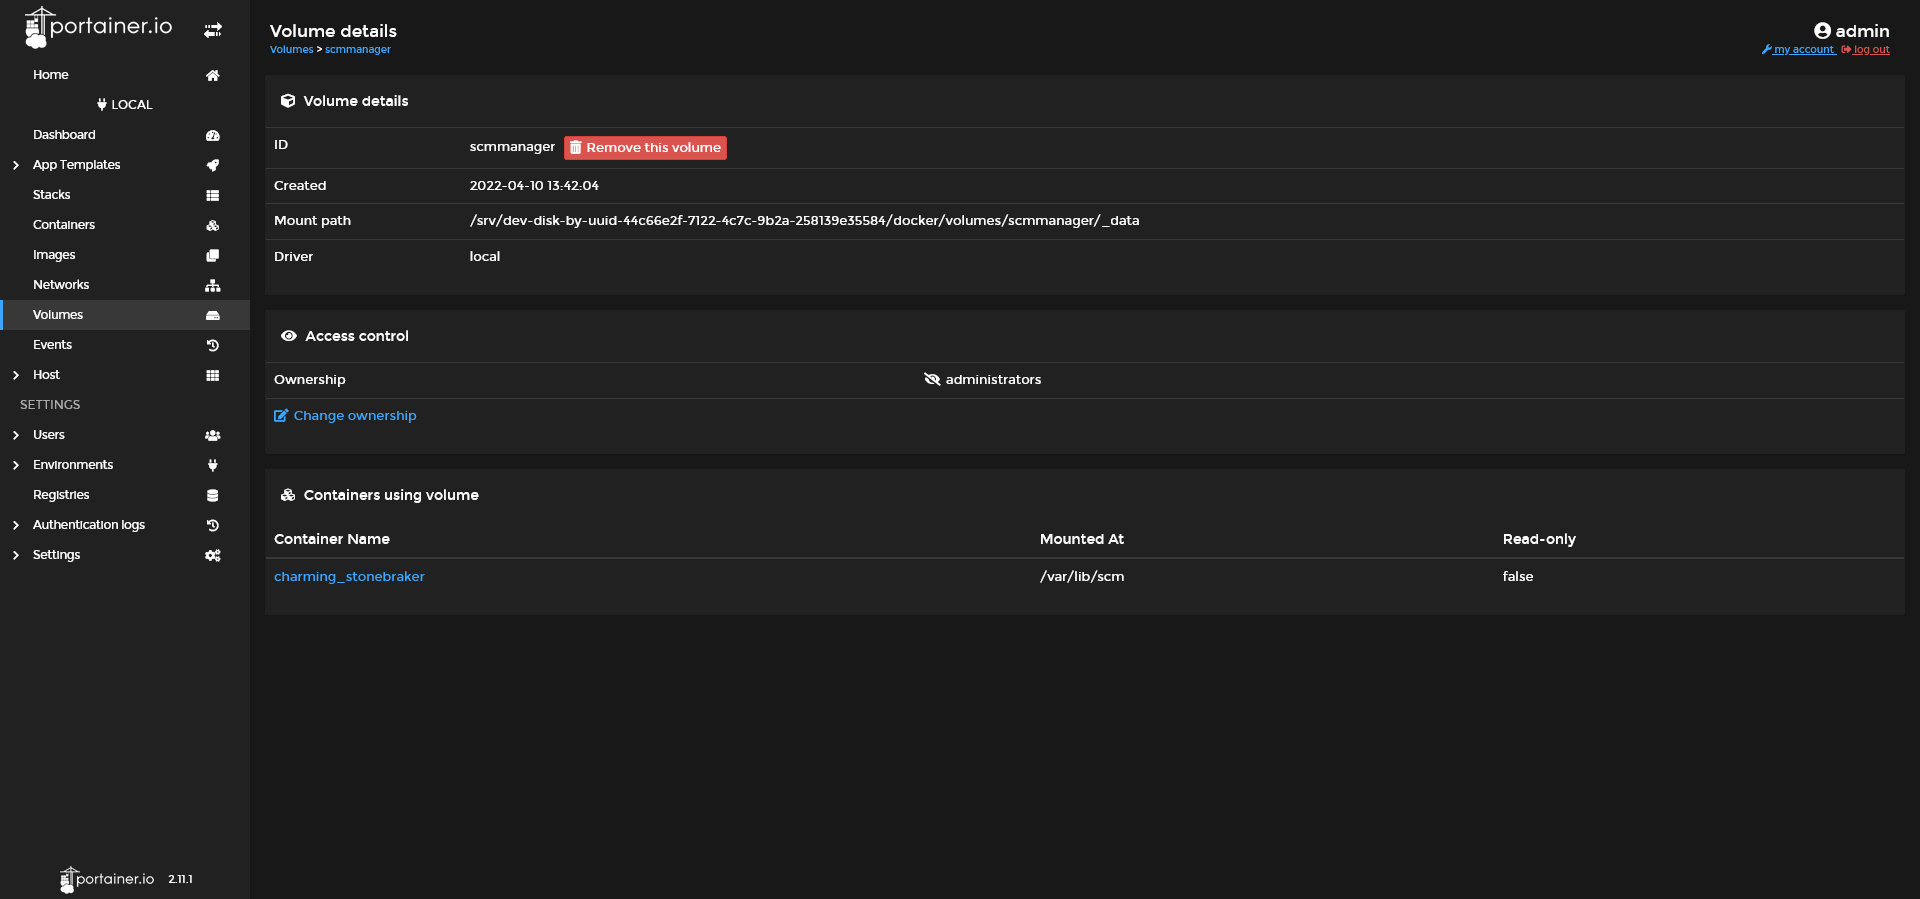 portainer.io
Home
LOCAL
Dashboard
App Templates
Stacks
Containers
Images
Networks
Volumes
Events
Host
SETTINGS
Users
Environments
Registries
Authentication logs
Settings
portainer.io 2.11.1
Volume details
Volumes > scmmanager
admin
my account log out
Volume details
ID scmmanager Remove this volume
Created 2022-04-10 13:42:04
Mount path /srv/dev-disk-by-uuid-44c66e2f-7122-4c7c-9b2a-258139e35584/docker/volumes/scmmanager/_data
Driver local
Access control
Ownership administrators
Change ownership
Containers using volume
Container Name Mounted At Read-only
charming_stonebraker /var/lib/scm false